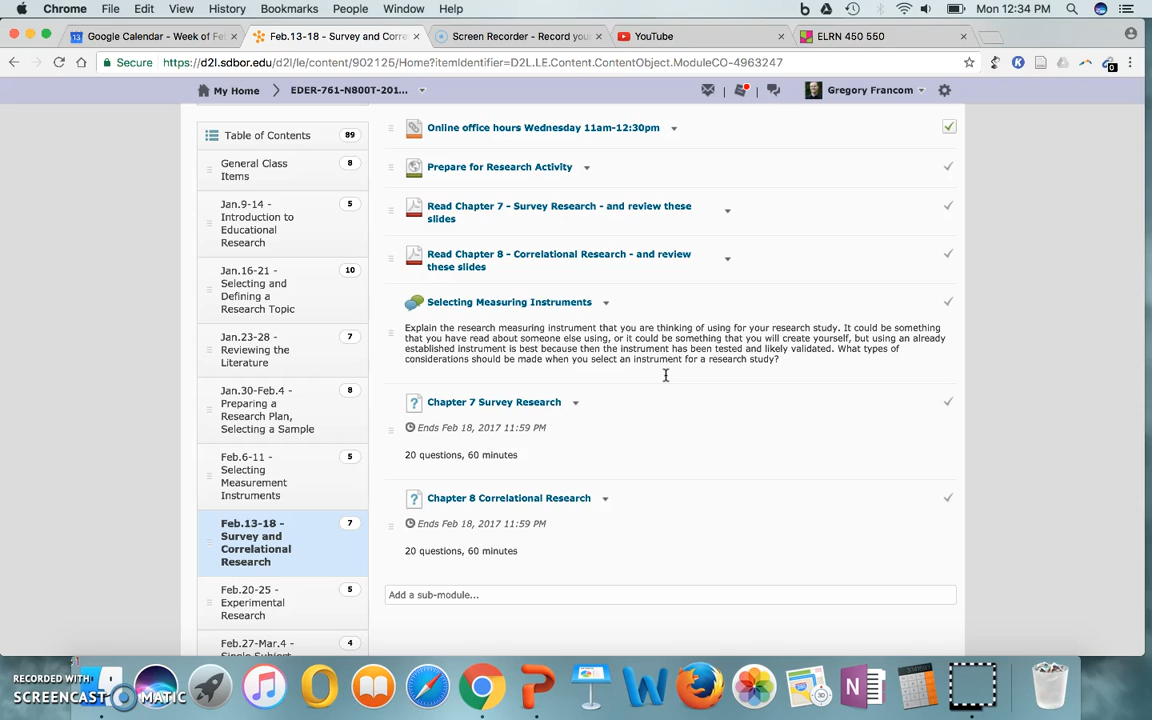 Chrome File Edit View History Bookmarks People Window Help Mon 12:34 PM
Google Calendar - Week of Fe Feb.13-18 - Survey and Corre Screen Recorder - Record your YouTube ELRN 450 550
Secure https://d2l.sdbor.edu/d2l/le/content/902125/Home?itemIdentifier=D2L.LE.Content.ContentObject.ModuleCO-4963247
My Home EDER-761-N800T-201... Gregory Francom
Table of Contents 89
General Class 8
Items
Jan.9-14 - 5
Introduction to
Educational
Research
Jan.16-21 - 10
Selecting and
Defining a
Research Topic
Jan.23-28 - 7
Reviewing the
Literature
Jan.30-Feb.4 - 8
Preparing a
Research Plan,
Selecting a Sample
Feb.6-11 - 5
Selecting
Measurement
Instruments
Feb.13-18 - 7
Survey and
Correlational
Research
Feb.20-25 - 5
Experimental
Research
Feb.27-Mar.4 - 4
Single Subject
Online office hours Wednesday 11am-12:30pm
Prepare for Research Activity
Read Chapter 7 - Survey Research - and review these
slides
Read Chapter 8 - Correlational Research - and review
these slides
Selecting Measuring Instruments
Explain the research measuring instrument that you are thinking of using for your research study. It could be something
that you have read about someone else using, or it could be something that you will create yourself, but using an already
established instrument is best because then the instrument has been tested and likely validated. What types of
considerations should be made when you select an instrument for a research study?
Chapter 7 Survey Research
Ends Feb 18, 2017 11:59 PM
20 questions, 60 minutes
Chapter 8 Correlational Research
Ends Feb 18, 2017 11:59 PM
20 questions, 60 minutes
Add a sub-module...
RECORDED WITH
SCREENCAST MATIC